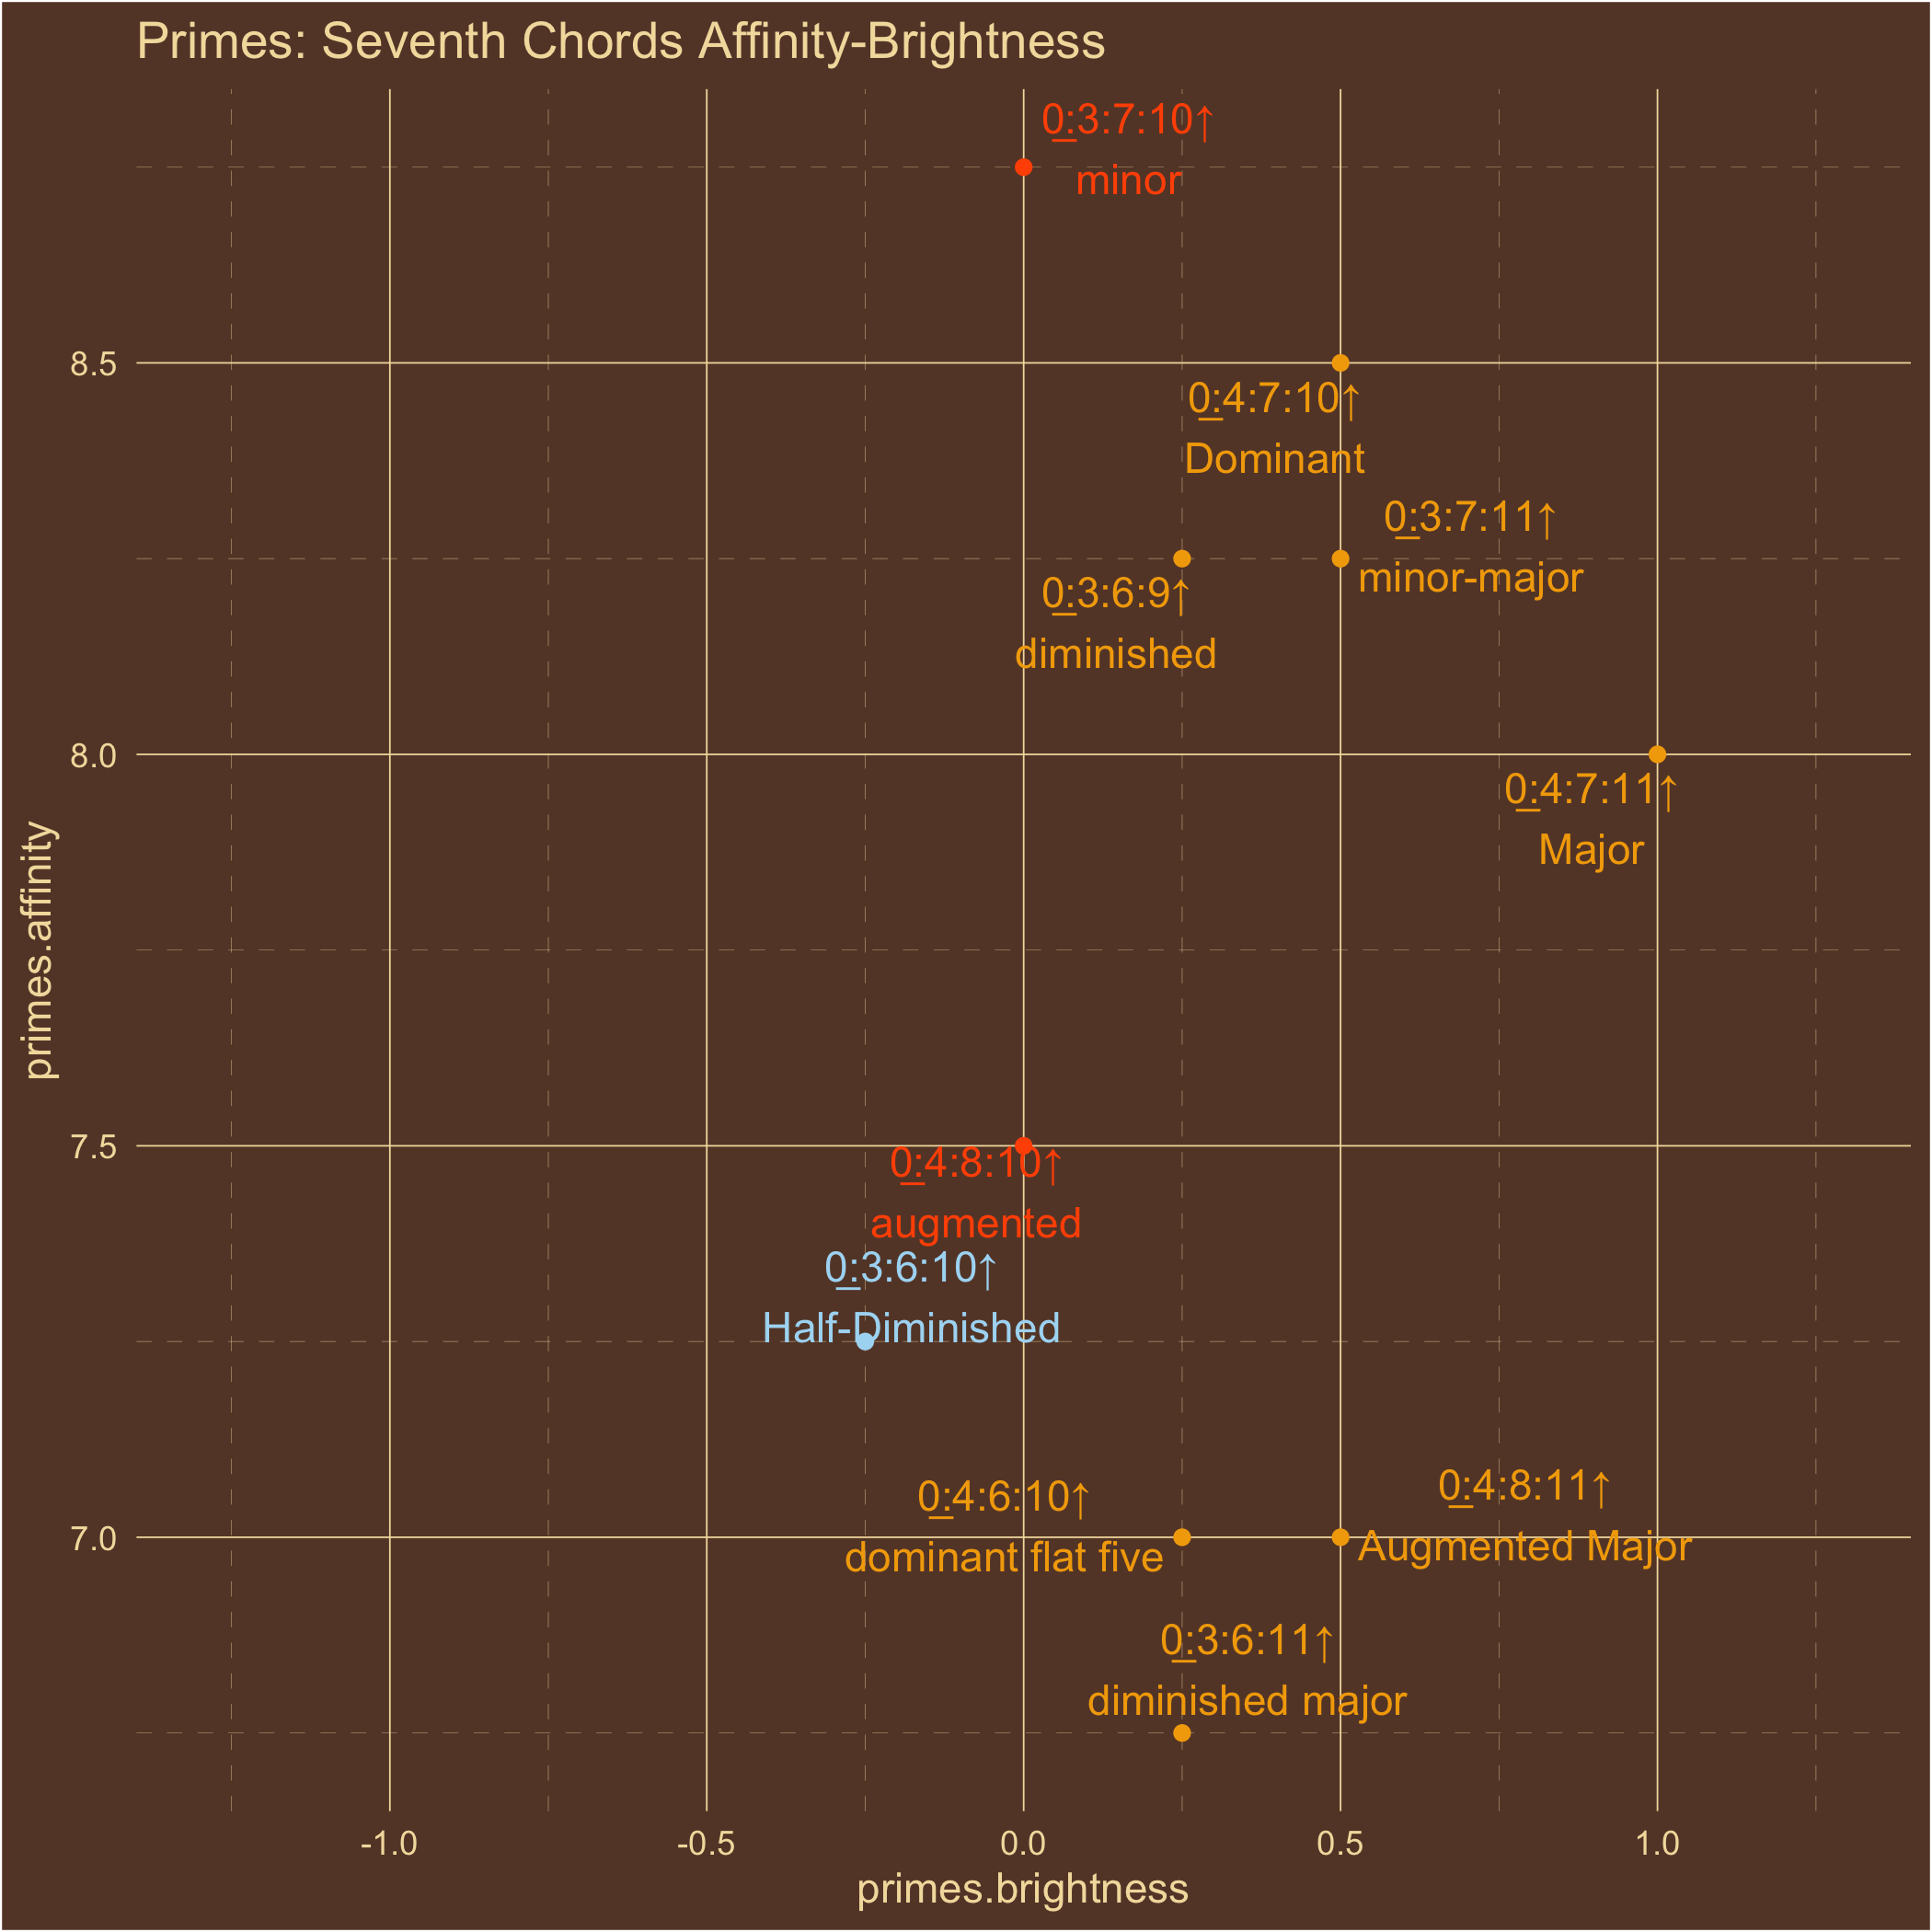 Primes: Seventh Chords Affinity-Brightness
0:3:7:10↑
minor
8.5
0:4:7:10↑
Dominant
0:3:7:11↑
minor-major
0:3:6:9↑
diminished
8.0
0:4:7:11↑
Major
primes.affinity
7.5
0:4:8:10↑
augmented
0:3:6:10↑
Half-Diminished
0:4:6:10↑
dominant flat five
0:4:8:11↑
Augmented Major
7.0
0:3:6:11↑
diminished major
-1.0 -0.5 0.0 0.5 1.0
primes.brightness